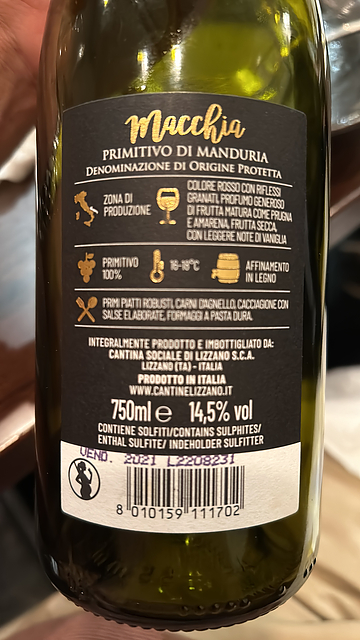 Macchia
PRIMITIVO DI MANDURIA
DENOMINAZIONE DI ORIGINE PROTETTA
ZONA DI
PRODUZIONE
COLORE ROSSO CON RIFLESSI
GRANATI, PROFUMO GENEROSO
DI FRUTTA MATURA COME PRUGNA
E AMARENA, FRUTTA SECCA,
CON LEGGERE NOTE DI VANIGLIA
PRIMITIVO
100%
16-18°C
AFFINAMENTO
IN LEGNO
PRIMI PIATTI ROBUSTI, CARNI D'AGNELLO, CACCIAGIONE CON
SALSE ELABORATE, FORMAGGI A PASTA DURA.
INTEGRALMENTE PRODOTTO E IMBOTTIGLIATO DA:
CANTINA SOCIALE DI LIZZANO S.C.A.
LIZZANO (TA) - ITALIA
PRODOTTO IN ITALIA
WWW.CANTINELIZZANO.IT
750ml e 14,5% vol
CONTIENE SOLFITI/CONTAINS SULPHITES/
ENTHAL SULFITE/ INDEHOLDER SULFITTER
VEND. 2021 L2208231
8 010159 111702